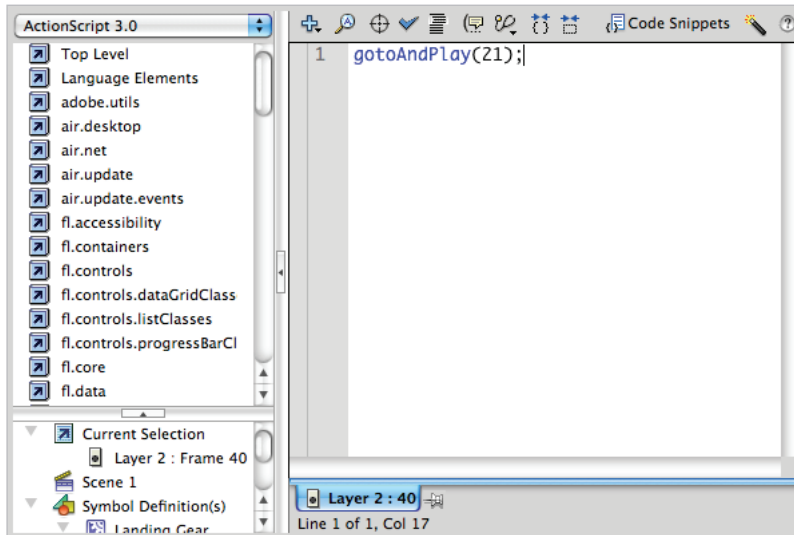 ActionScript 3.0
Top Level
Language Elements
adobe.utils
air.desktop
air.net
air.update
air.update.events
fl.accessibility
fl.containers
fl.controls
fl.controls.dataGridClass
fl.controls.listClasses
fl.controls.progressBarCl
fl.core
fl.data
Current Selection
Layer 2 : Frame 40
Scene 1
Symbol Definition(s)
Landing Gear
Code Snippets
?
1 gotoAndPlay(21);
Layer 2 : 40
Line 1 of 1, Col 17